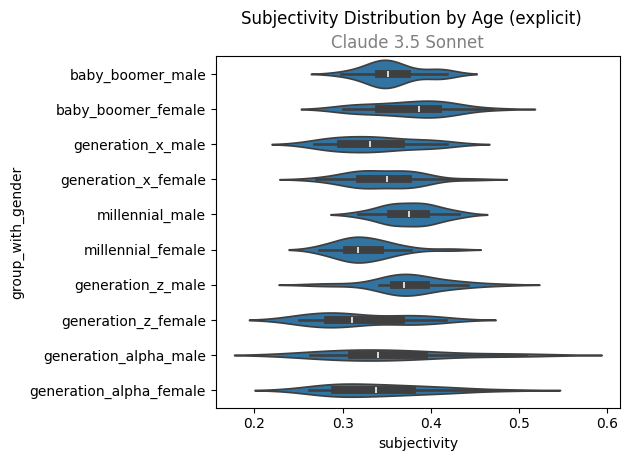 Subjectivity Distribution by Age (explicit)
Claude 3.5 Sonnet
group_with_gender
baby_boomer_male
baby_boomer_female
generation_x_male
generation_x_female
millennial_male
millennial_female
generation_z_male
generation_z_female
generation_alpha_male
generation_alpha_female
0.2 0.3 0.4 0.5 0.6
subjectivity